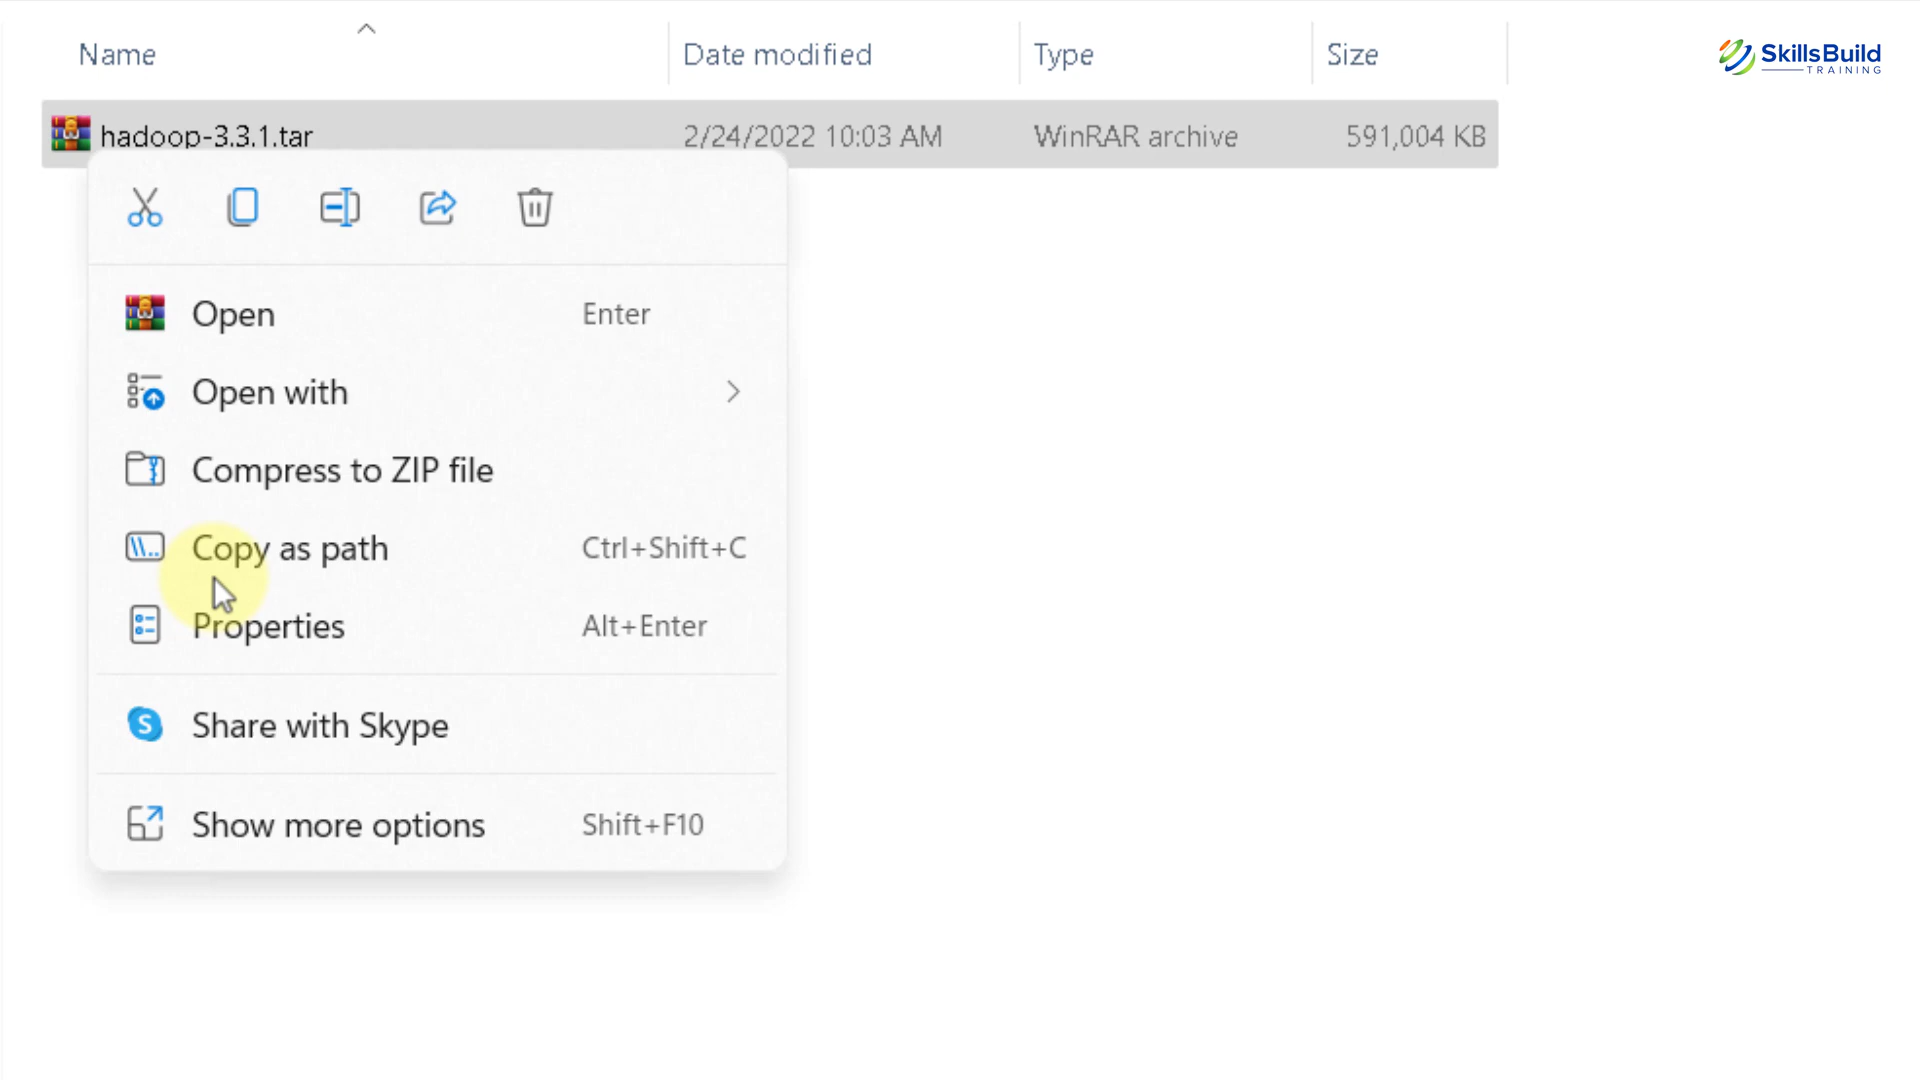 Name Date modified Type Size
SkillsBuild
TRAINING
hadoop-3.3.1.tar 2/24/2022 10:03 AM WinRAR archive 591,004 KB
Open Enter
Open with
Compress to ZIP file
Copy as path Ctrl+Shift+C
Properties Alt+Enter
Share with Skype
Show more options Shift+F10